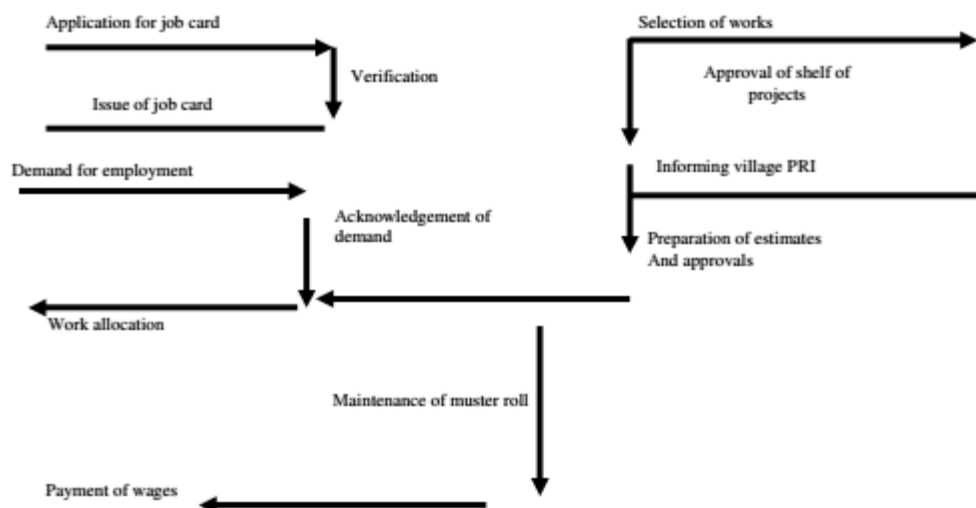 Application for job card
Verification
Issue of job card
Demand for employment
Acknowledgement of
demand
Work allocation
Selection of works
Approval of shelf of
projects
Informing village PRI
Preparation of estimates
And approvals
Maintenance of muster roll
Payment of wages